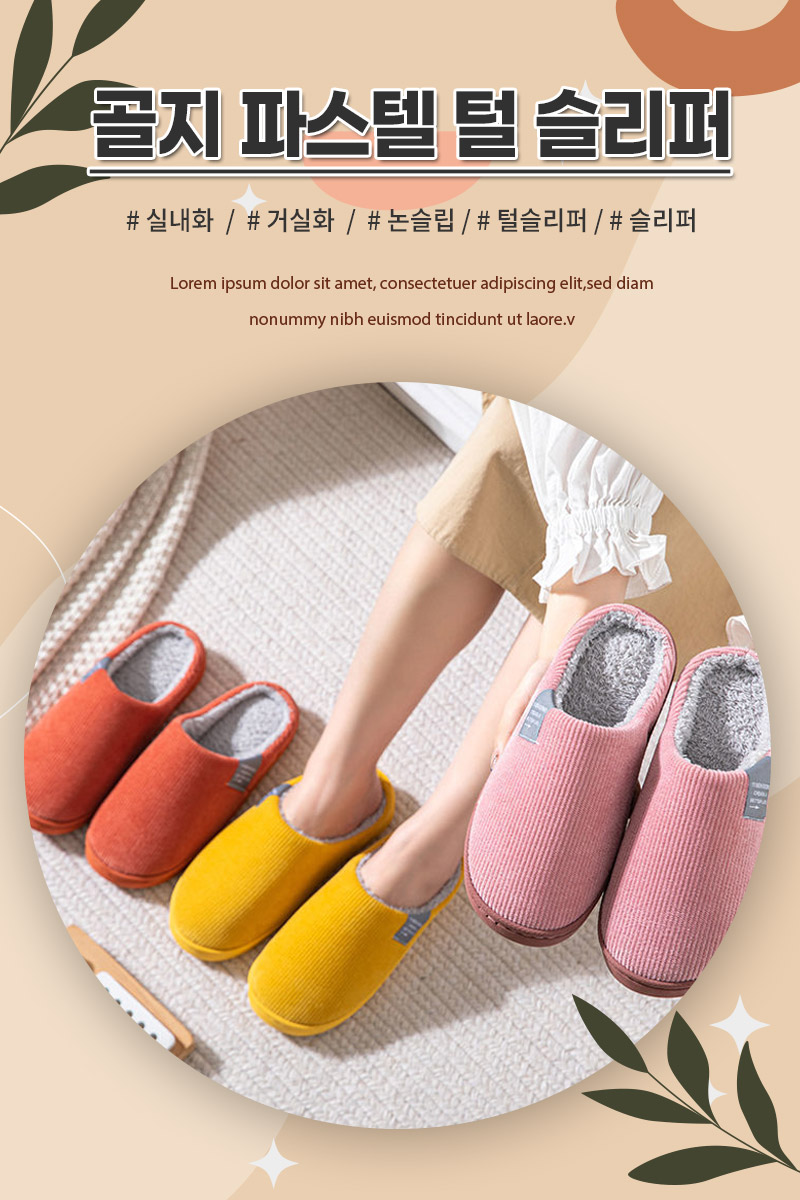 골지 파스텔 털 슬리퍼
# 실내화 / # 거실화 / # 논슬립 / # 털슬리퍼 / # 슬리퍼
Lorem ipsum dolor sit amet, consectetuer adipiscing elit,sed diam
nonummy nibh euismod tincidunt ut laore.v